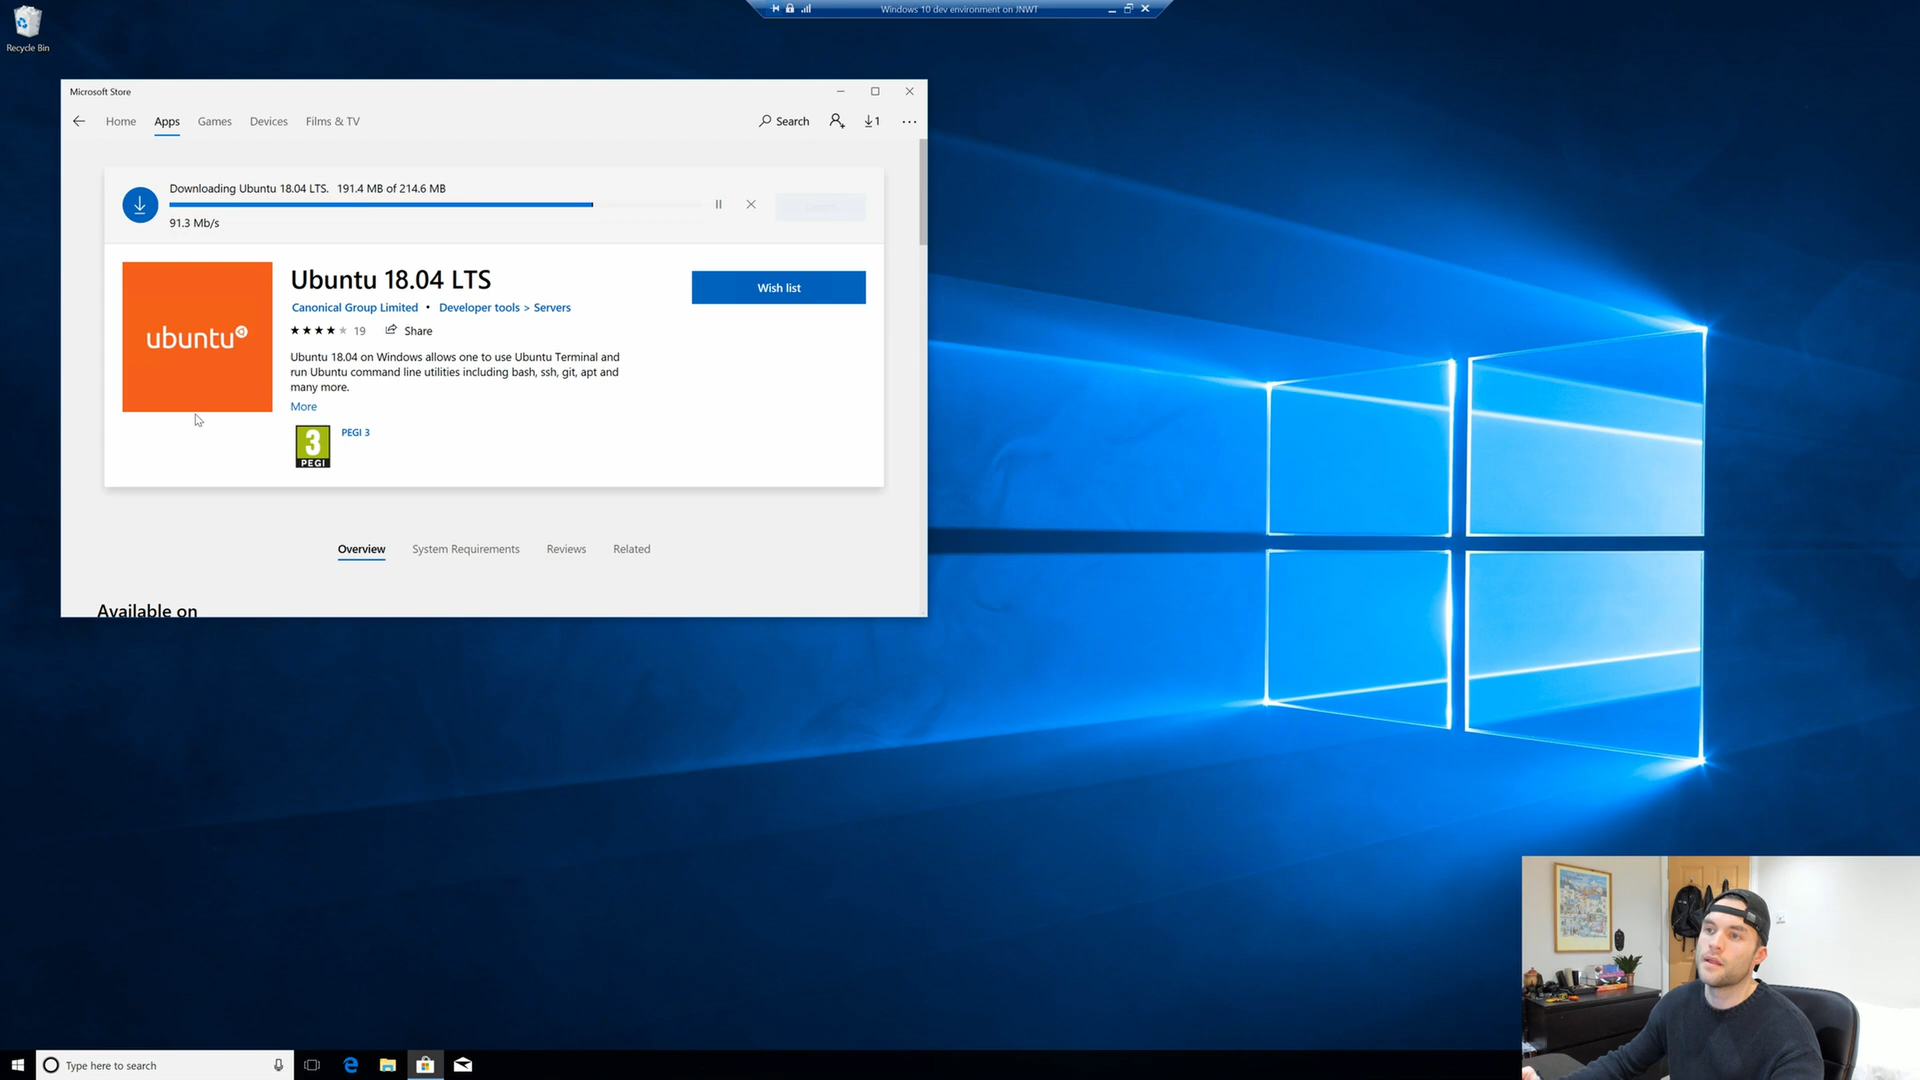 Recycle Bin
Windows 10 dev environment on JNWT
Microsoft Store
Home Apps Games Devices Films & TV
Search
1
Downloading Ubuntu 18.04 LTS. 191.4 MB of 214.6 MB
91.3 Mb/s
ubuntu
Ubuntu 18.04 LTS
Wish list
Canonical Group Limited • Developer tools > Servers
19 Share
Ubuntu 18.04 on Windows allows one to use Ubuntu Terminal and
run Ubuntu command line utilities including bash, ssh, git, apt and
many more.
More
3
PEGI
PEGI 3
Overview System Requirements Reviews Related
Available on
Type here to search